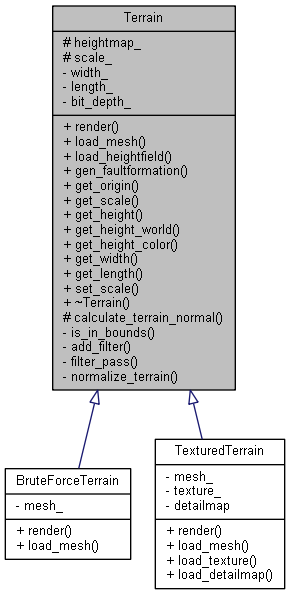 Terrain
# heightmap_
# scale_
- width_
- length_
- bit_depth_
+ render()
+ load_mesh()
+ load_heightfield()
+ gen_faultformation()
+ get_origin()
+ get_scale()
+ get_height()
+ get_height_world()
+ get_height_color()
+ get_width()
+ get_length()
+ set_scale()
+ ~Terrain()
# calculate_terrain_normal()
- is_in_bounds()
- add_filter()
- filter_pass()
- normalize_terrain()
BruteForceTerrain
- mesh_
+ render()
+ load_mesh()
TexturedTerrain
- mesh_
- texture_
- detailmap
+ render()
+ load_mesh()
+ load_texture()
+ load_detailmap()